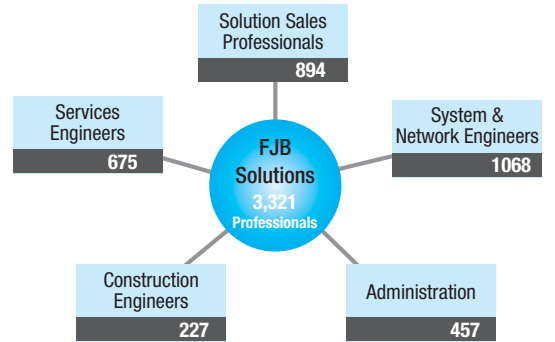 Solution Sales
Professionals
894
Services
Engineers
675
System &
Network Engineers
1068
FJB
Solutions
3,321
Professionals
Construction
Engineers
227
Administration
457